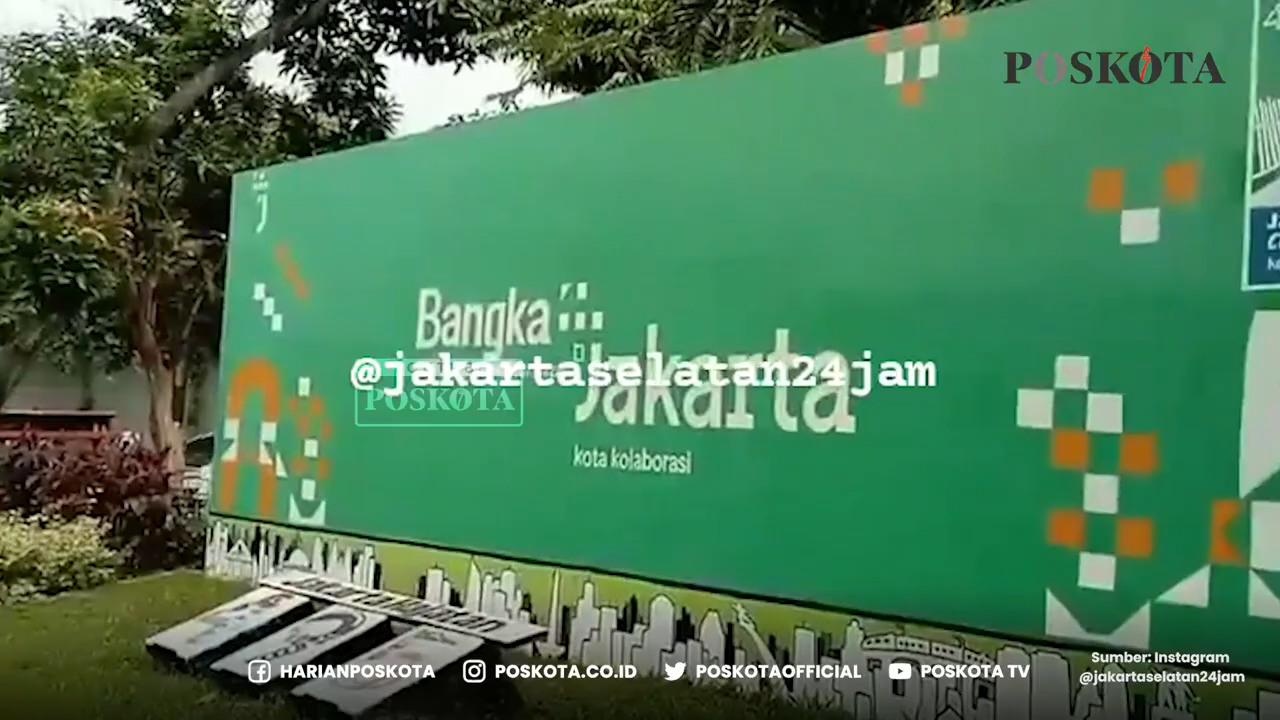 POSKOTA
Bangka
Jakarta
@jakartaselatan24jam
POSKOTA
kota kolaborasi
HARIANPOSKOTA
POSKOTA.CO.ID
POSKOTAOFFICIAL
POSKOTA TV
Sumber: Instagram
@jakartaselatan24jam